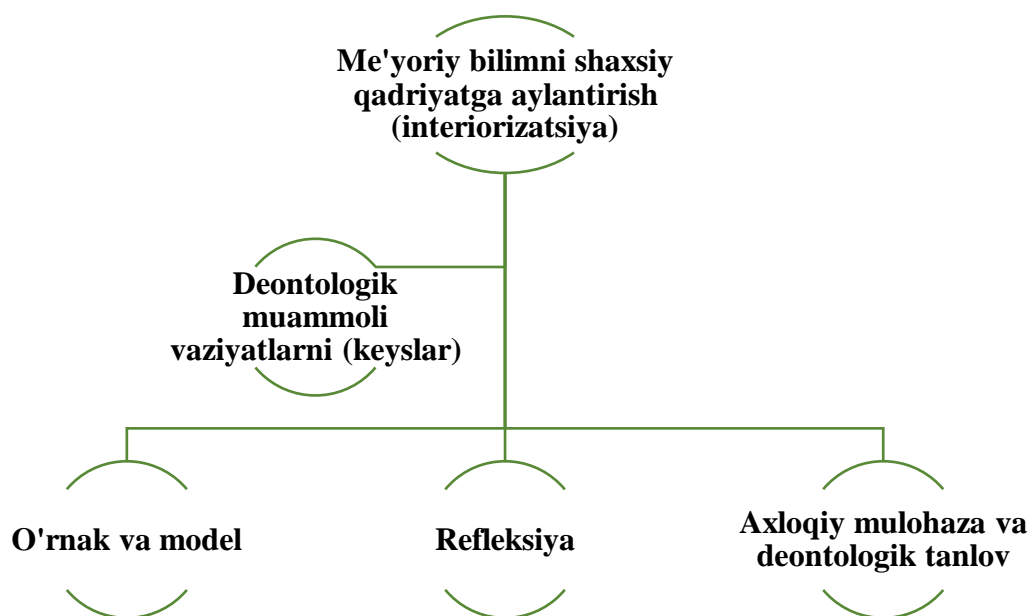 Me'yoriy bilimni shaxsiy
qadriyatga aylantirish
(interiorizatsiya)
Deontologik
muammoli
vaziyatlarni (keyslar)
O'rnak va model
Refleksiya
Axloqiy mulohaza va
deontologik tanlov